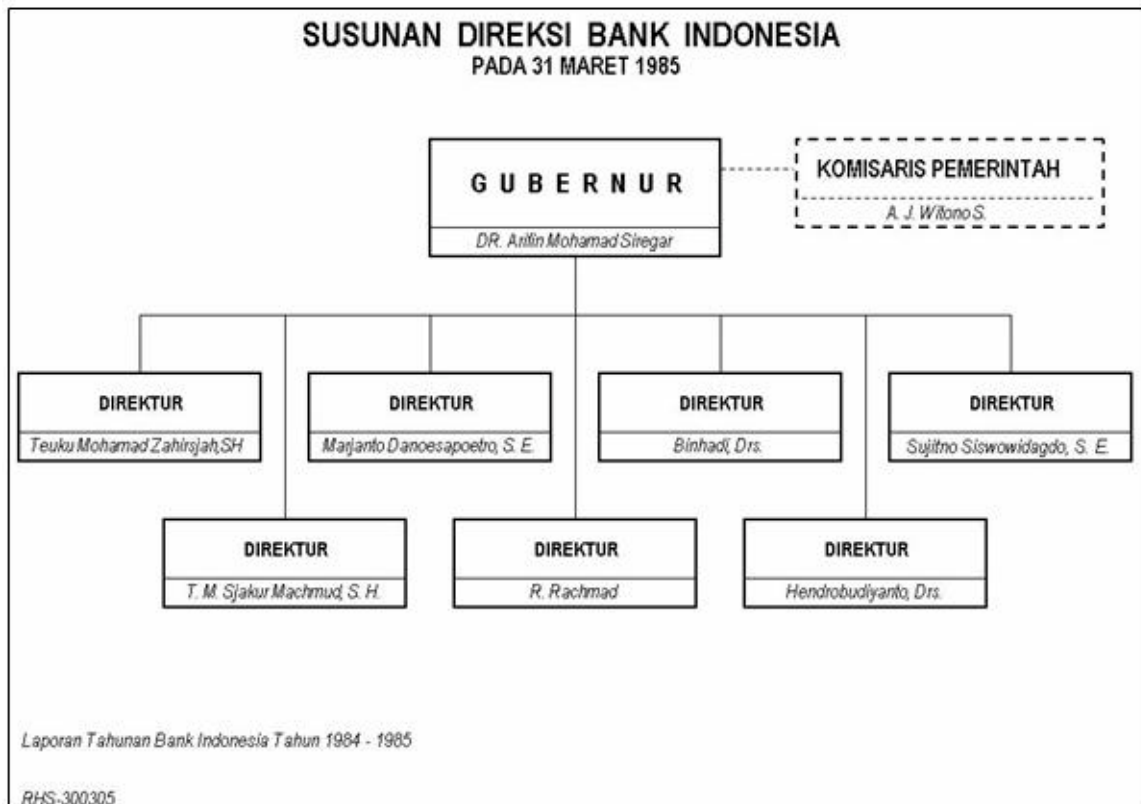 SUSUNAN DIREKSI BANK INDONESIA
PADA 31 MARET 1985
GUBERNUR
DR. Arifin Mohamad Siregar
KOMISARIS PEMERINTAH
A. J. Witono S.
DIREKTUR
Teuku Mohamad Zahirsjah,SH
DIREKTUR
Marjanto Danoesapoetro, S. E.
DIREKTUR
Binhadi, Drs.
DIREKTUR
Sujitno Siswowidagdo, S. E.
DIREKTUR
T. M. Sjakur Machmud, S. H.
DIREKTUR
R. Rachmad
DIREKTUR
Hendrobudiyanto, Drs.
Laporan Tahunan Bank Indonesia Tahun 1984 - 1985
RHS-300305